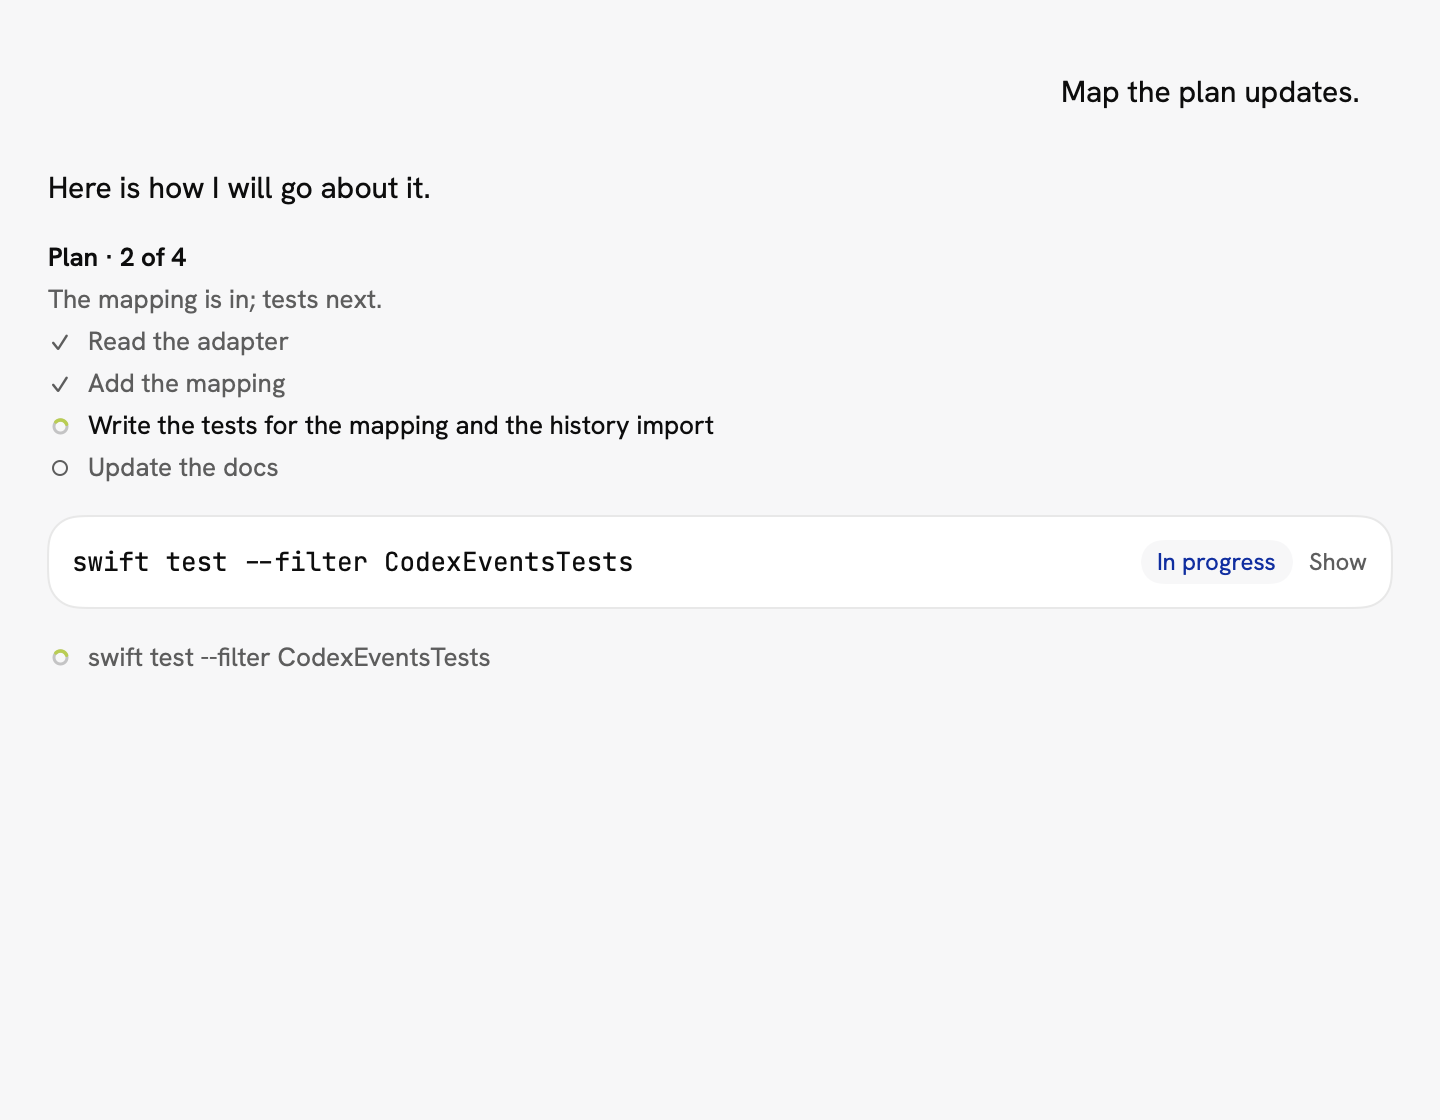 Map the plan updates.
Here is how I will go about it.
Plan · 2 of 4
The mapping is in; tests next.
Read the adapter
Add the mapping
Write the tests for the mapping and the history import
Update the docs
swift test --filter CodexEventsTests In progress Show
swift test --filter CodexEventsTests